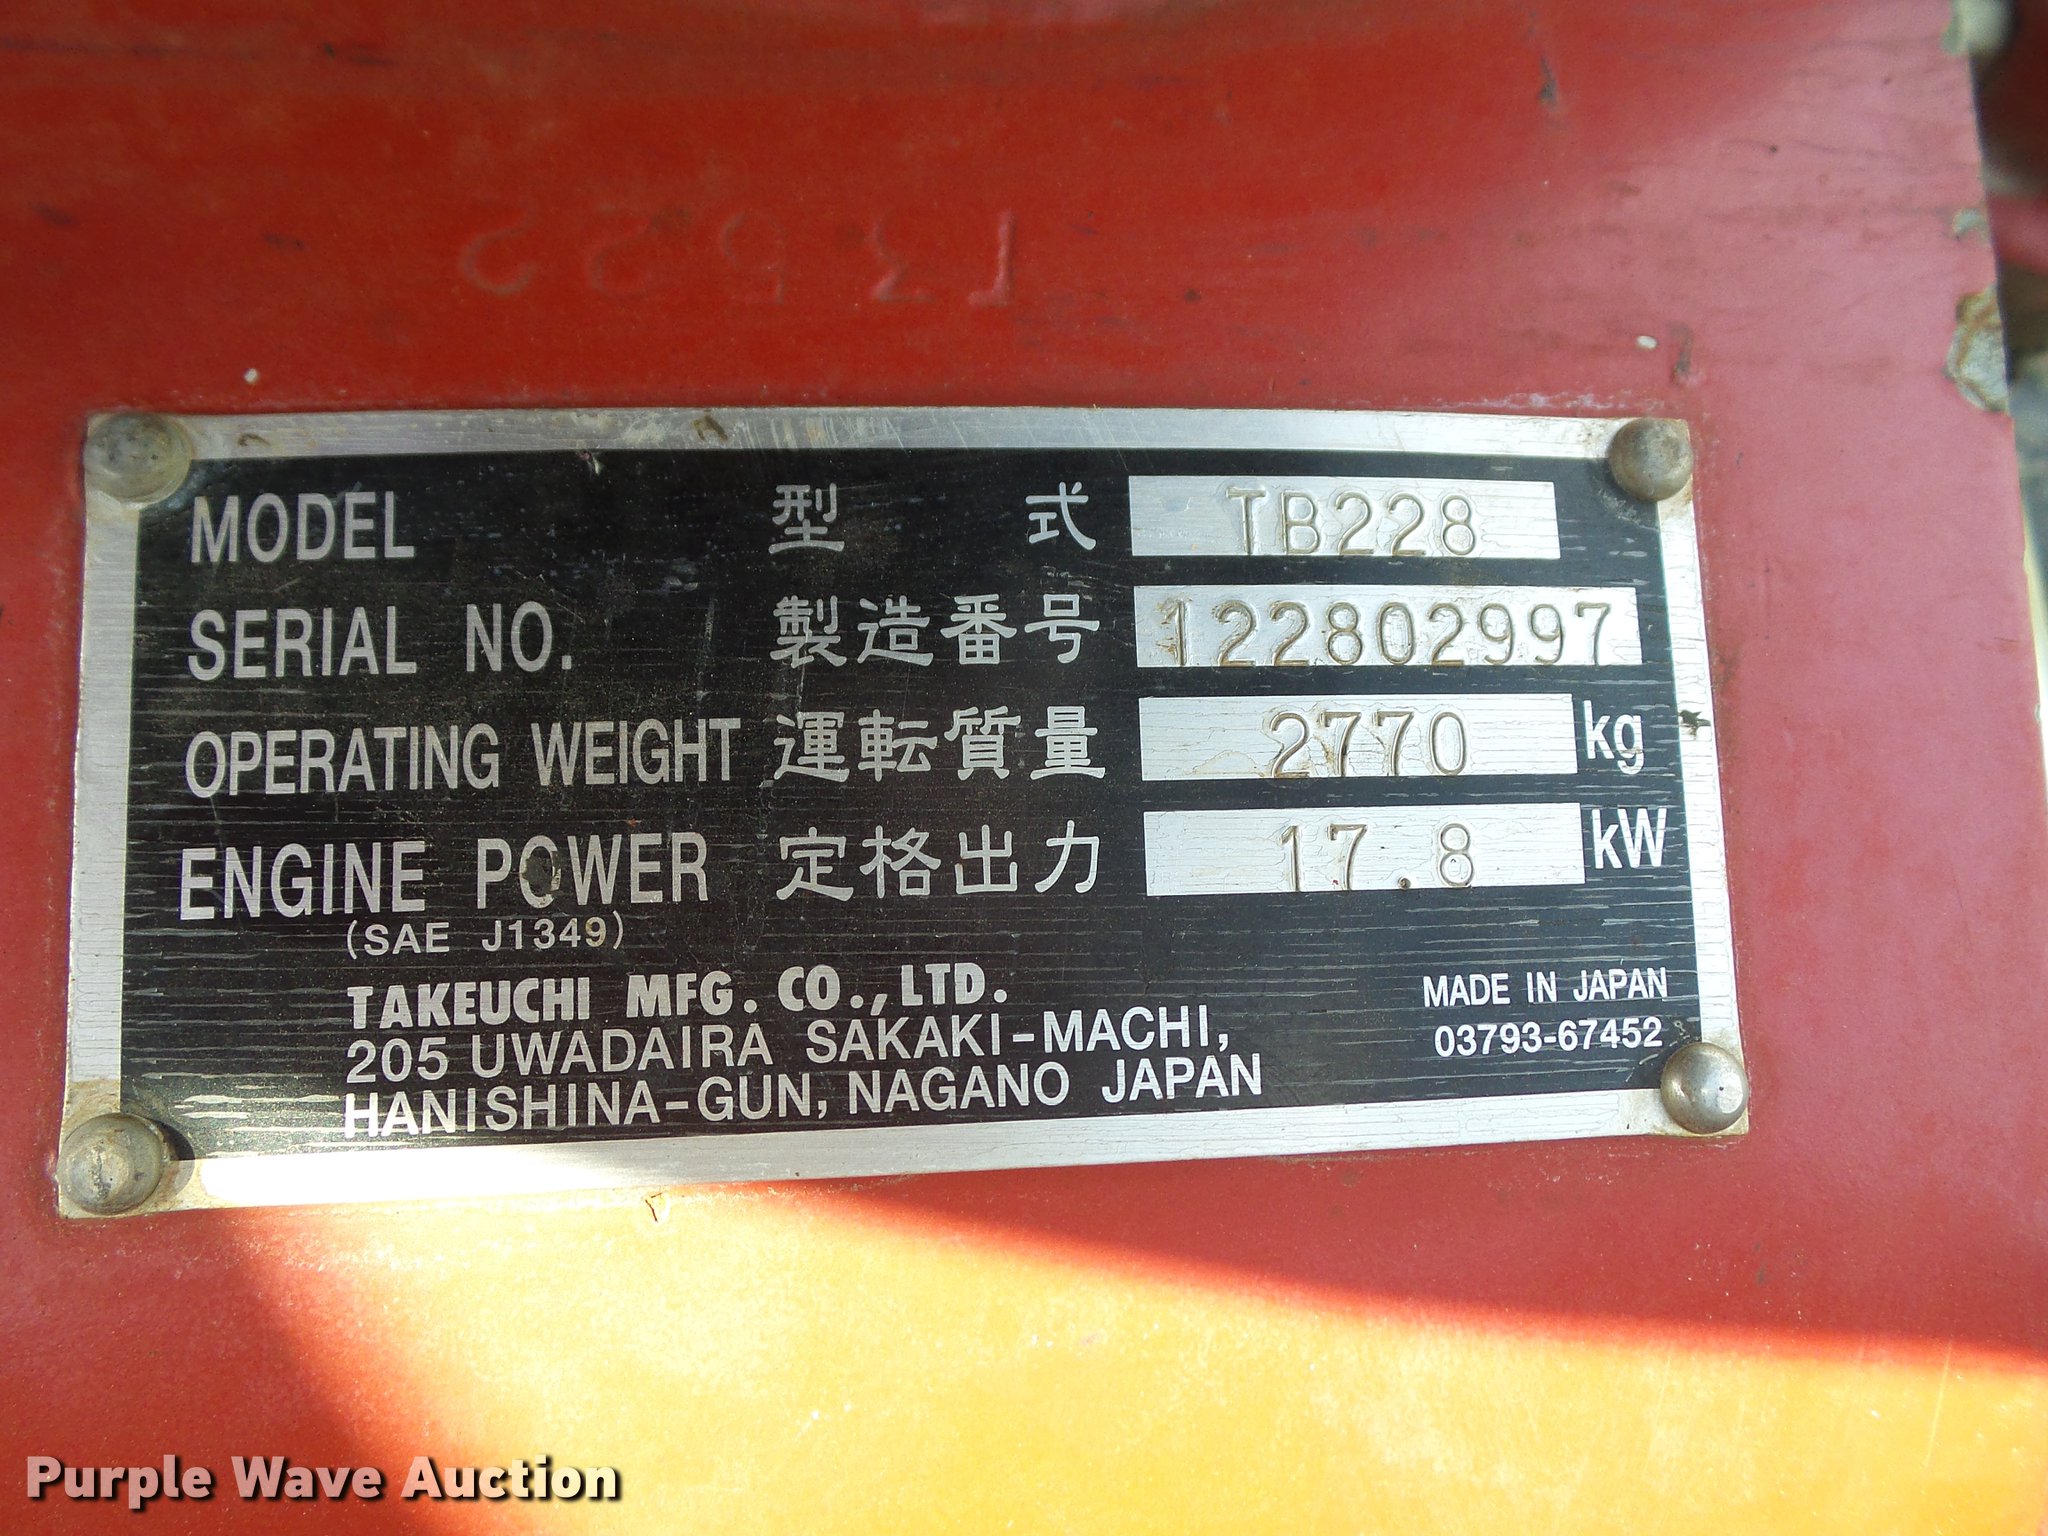 13522
MODEL 型 式 TB228
SERIAL NO. 製造番号 122802997
OPERATING WEIGHT 運転質量 2770 kg
ENGINE POWER 定格出力 17.8 kW
(SAE J1349)
TAKEUCHI MFG. CO., LTD.
205 UWADAIRA SAKAKI-MACHI,
HANISHINA-GUN, NAGANO JAPAN
MADE IN JAPAN
03793-67452
Purple Wave Auction